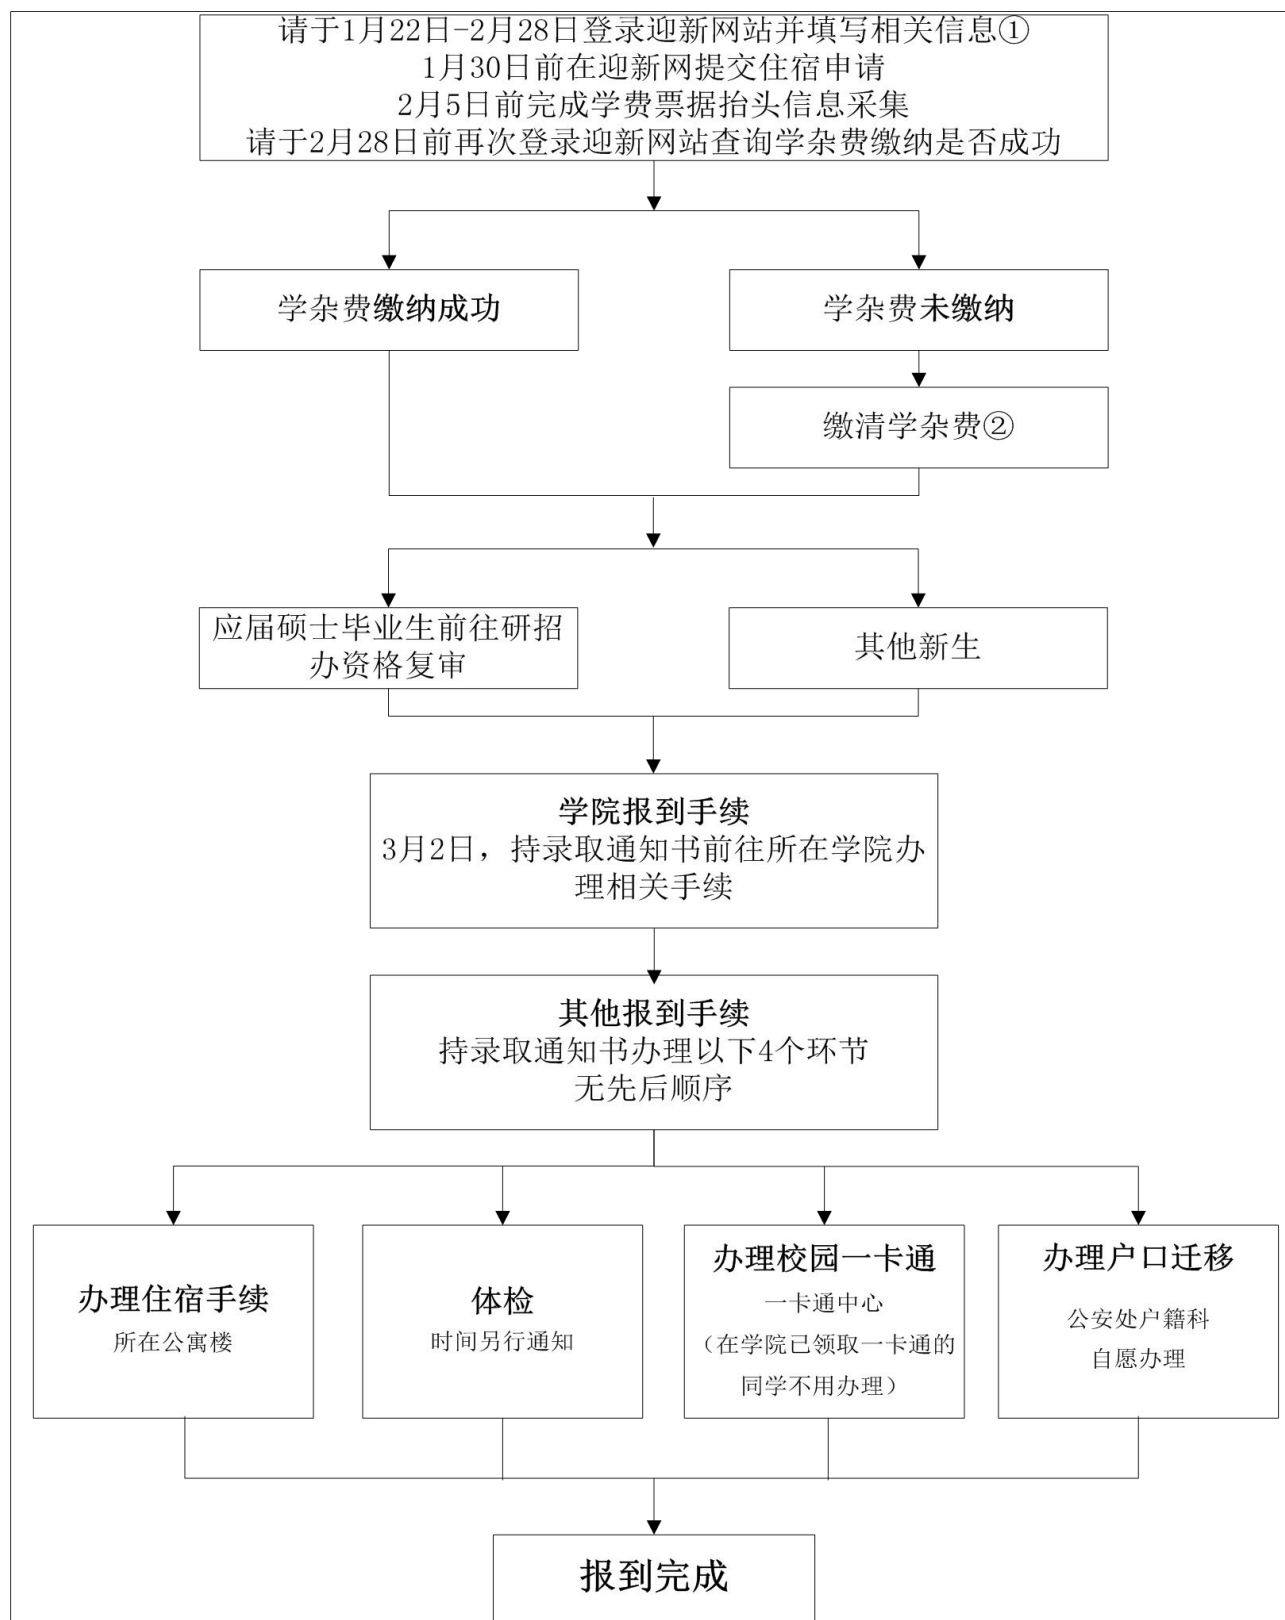 请于1月22日-2月28日登录迎新网站并填写相关信息①
1月30日前在迎新网提交住宿申请
2月5日前完成学费票据抬头信息采集
请于2月28日前再次登录迎新网站查询学杂费缴纳是否成功
学杂费缴纳成功
学杂费未缴纳
缴清学杂费②
应届硕士毕业生前往研招
办资格复审
其他新生
学院报到手续
3月2日，持录取通知书前往所在学院办
理相关手续
其他报到手续
持录取通知书办理以下4个环节
无先后顺序
办理住宿手续
所在公寓楼
体检
时间另行通知
办理校园一卡通
一卡通中心
（在学院已领取一卡通的
同学不用办理）
办理户口迁移
公安处户籍科
自愿办理
报到完成